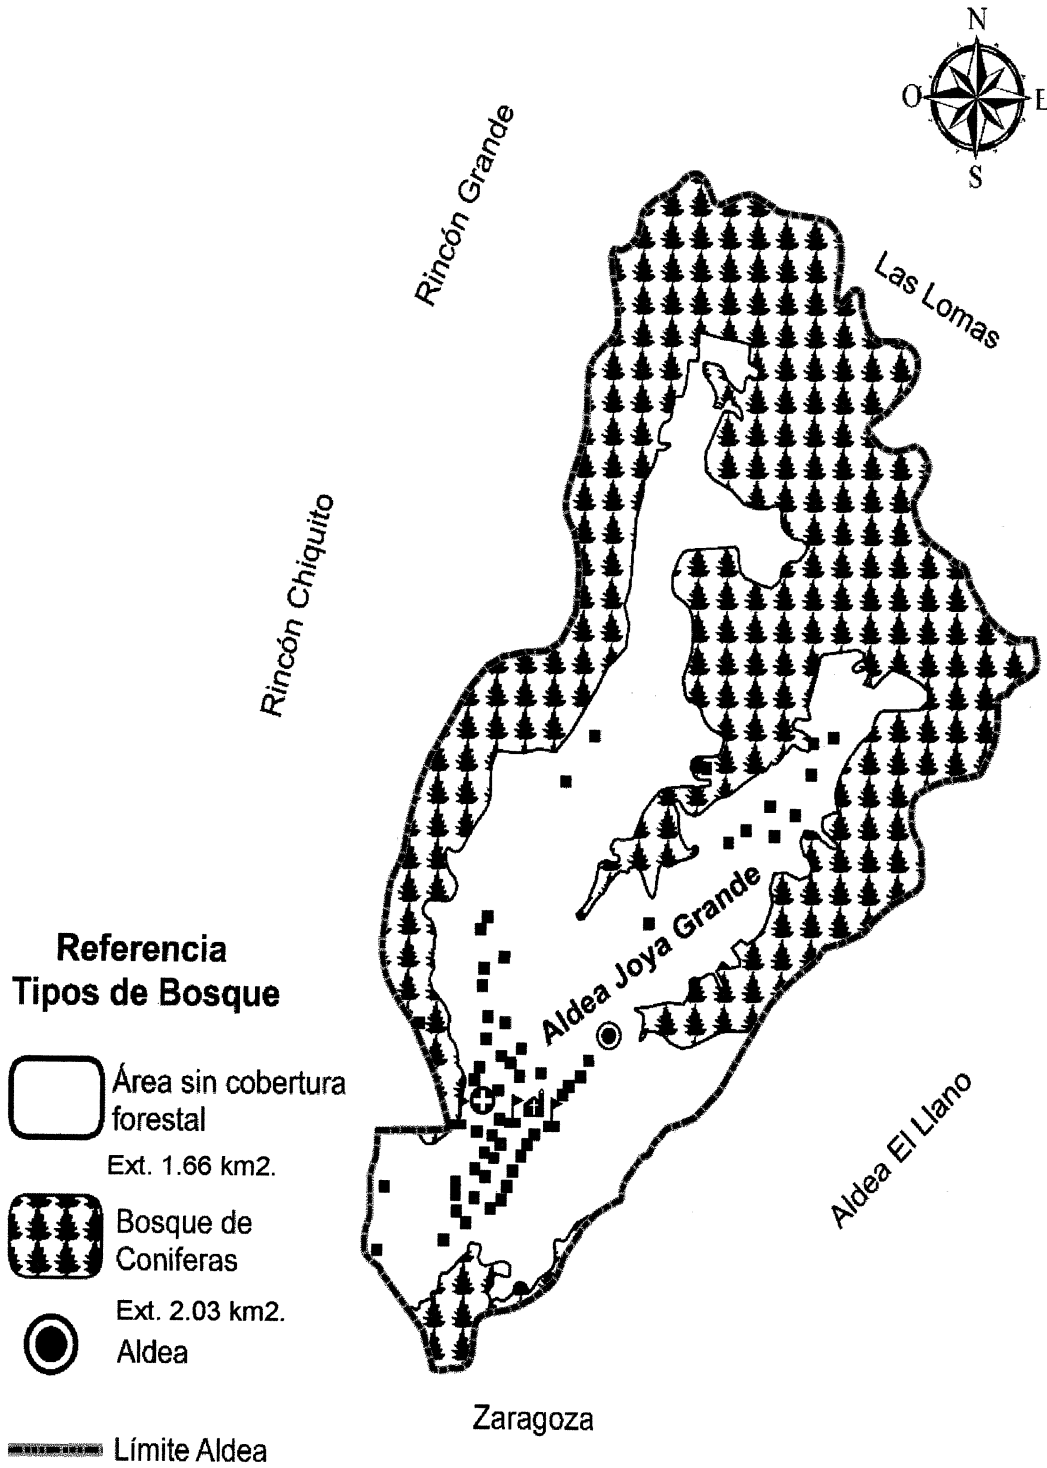 N
O
E
S
Rincón Grande
Las Lomas
Rincón Chiquito
Aldea Joya Grande
Aldea El Llano
Zaragoza
Referencia
Tipos de Bosque
Área sin cobertura
forestal
Ext. 1.66 km2.
Bosque de
Coniferas
Ext. 2.03 km2.
Aldea
Límite Aldea